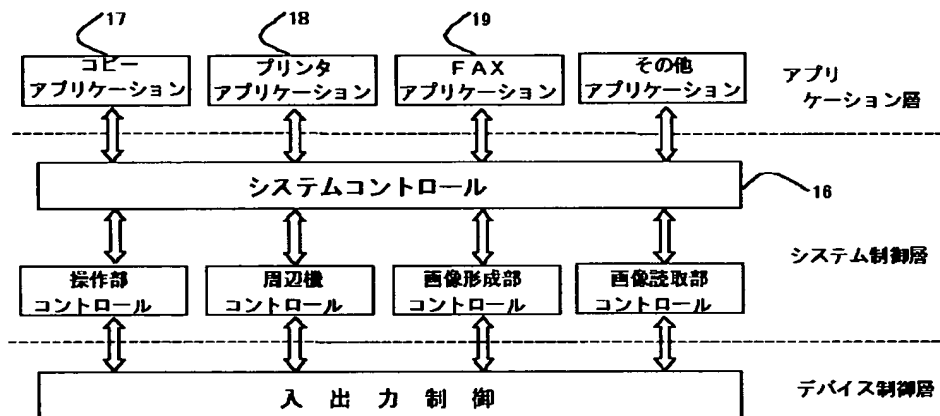 17
18
19
コピー
アプリケーション
プリンタ
アプリケーション
FAX
アプリケーション
その他
アプリケーション
アプリ
ケーション層
システムコントロール
16
システム制御層
操作部
コントロール
周辺機
コントロール
画像形成部
コントロール
画像読取部
コントロール
入出力制御
デバイス制御層